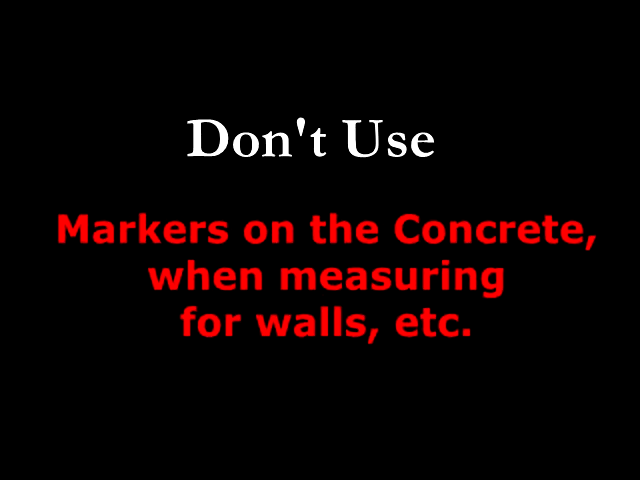 Don't Use
Markers on the Concrete,
when measuring
for walls, etc.